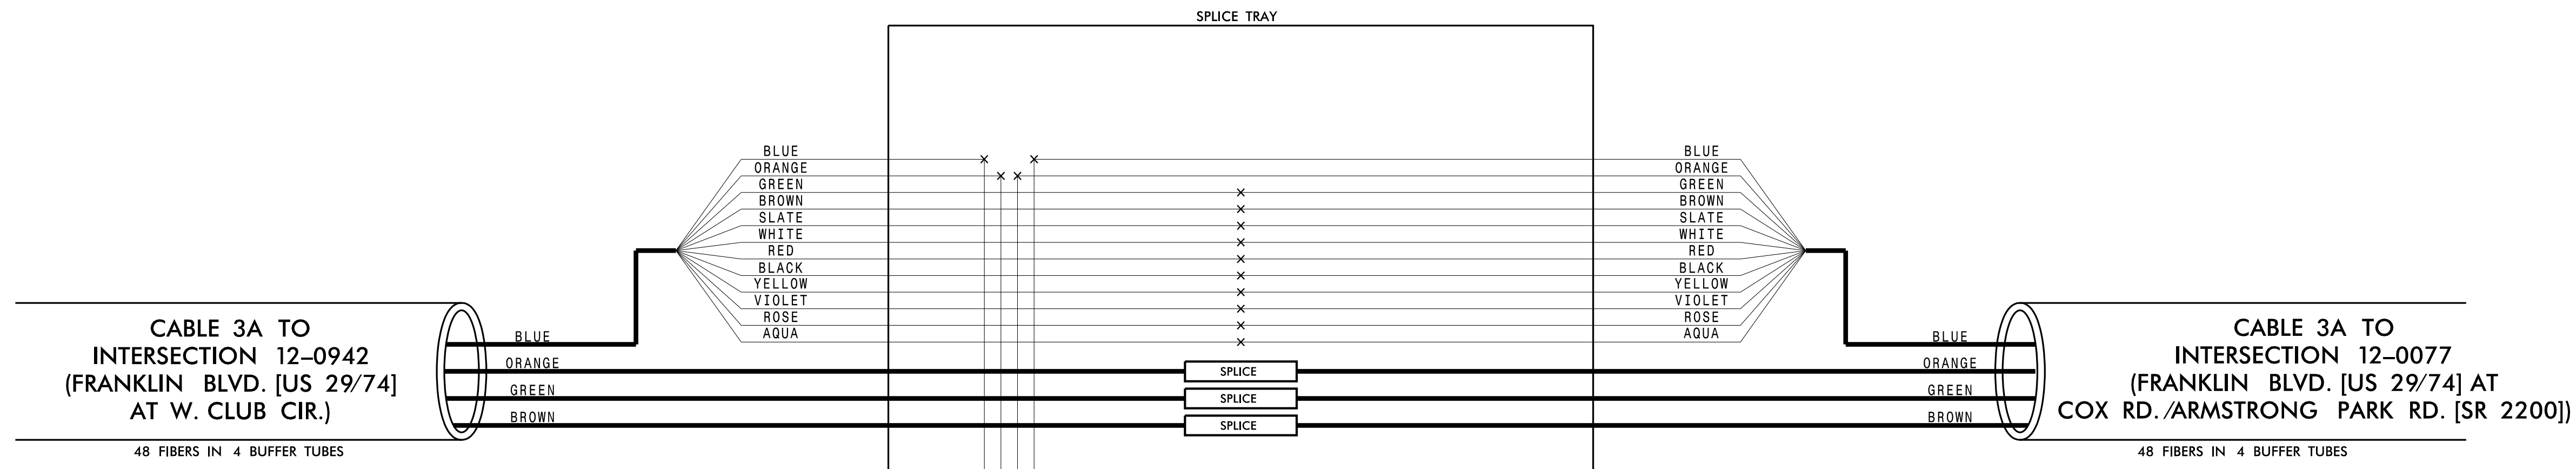 SPLICE TRAY
BLUE
ORANGE
GREEN
BROWN
SLATE
WHITE
RED
BLACK
YELLOW
VIOLET
ROSE
AQUA
BLUE
ORANGE
GREEN
BROWN
SLATE
WHITE
RED
BLACK
YELLOW
VIOLET
ROSE
AQUA
CABLE 3A TO
INTERSECTION 12–0942
(FRANKLIN BLVD. [US 29/74]
AT W. CLUB CIR.)
48 FIBERS IN 4 BUFFER TUBES
BLUE
ORANGE
GREEN
BROWN
SPLICE
SPLICE
SPLICE
BLUE
ORANGE
GREEN
BROWN
CABLE 3A TO
INTERSECTION 12–0077
(FRANKLIN BLVD. [US 29/74] AT
COX RD./ARMSTRONG PARK RD. [SR 2200])
48 FIBERS IN 4 BUFFER TUBES